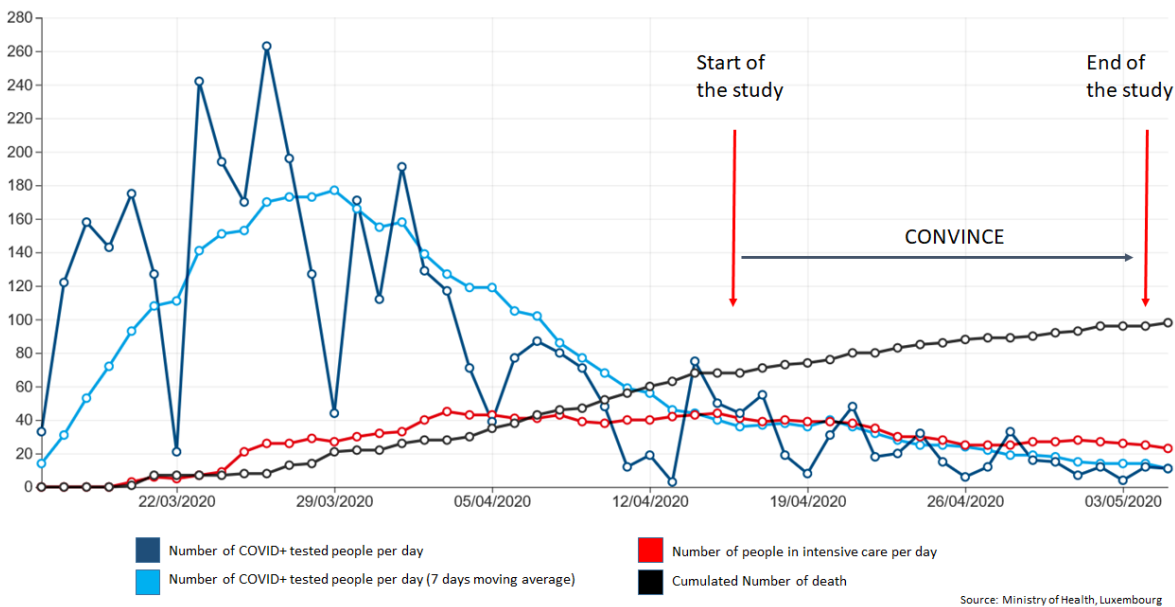 280
260
240
220
200
180
160
140
120
100
80
60
40
20
0
Start of
the study
End of
the study
CONVINCE
22/03/2020
29/03/2020
05/04/2020
12/04/2020
19/04/2020
26/04/2020
03/05/2020
Number of COVID+ tested people per day
Number of people in intensive care per day
Number of COVID+ tested people per day (7 days moving average)
Cumulated Number of death
Source: Ministry of Health, Luxembourg